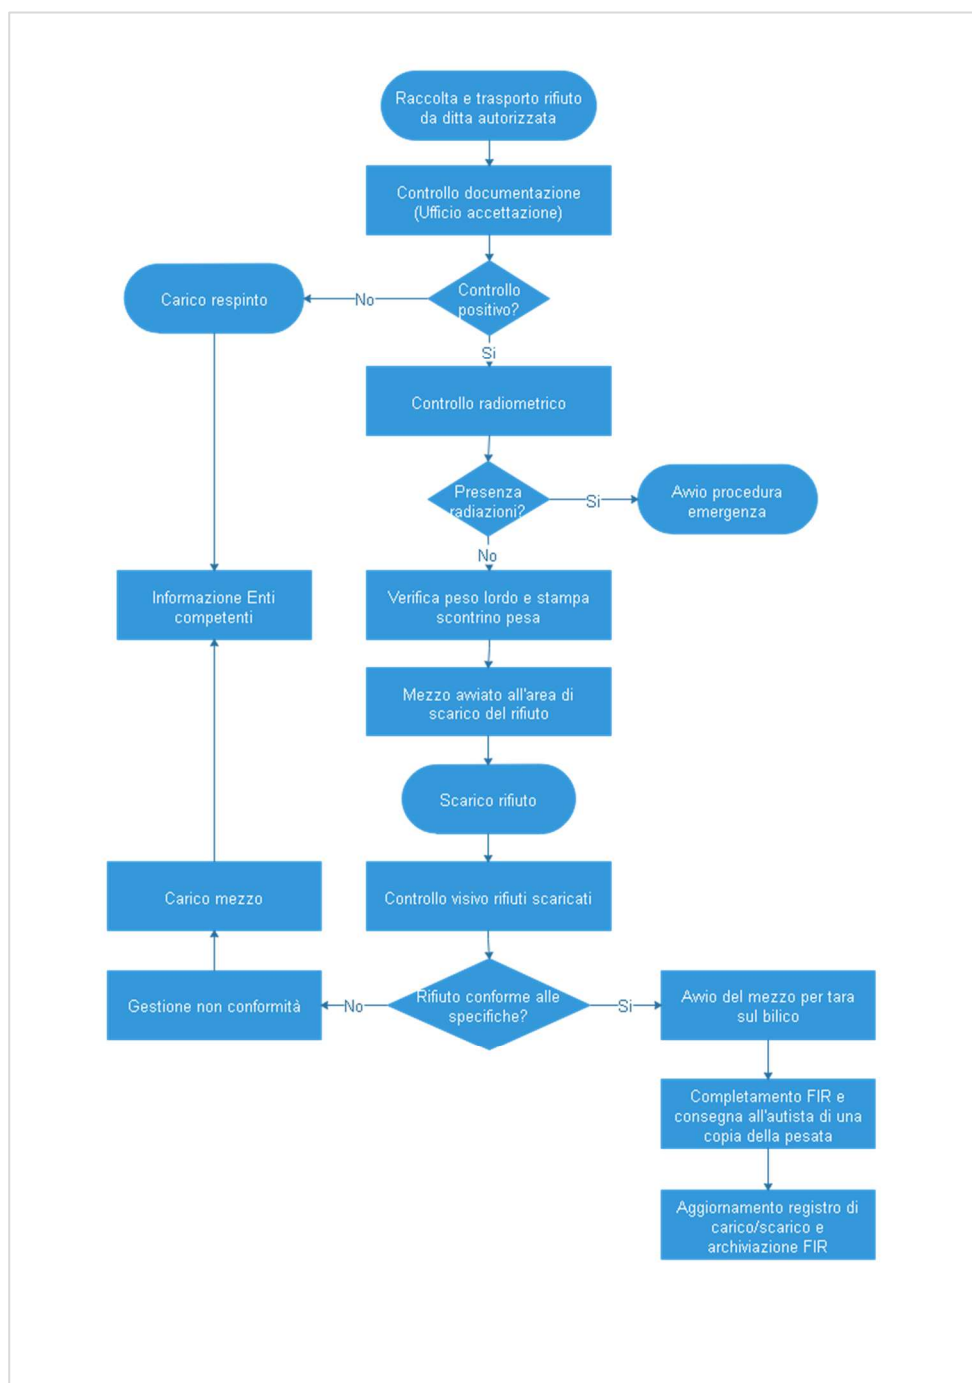 Raccolta e trasporto rifiuto
da ditta autorizzata
Controllo documentazione
(Ufficio accettazione)
Controllo
positivo?
No
Carico respinto
Si
Controllo radiometrico
Presenza
radiazioni?
Si
Avvio procedura
emergenza
No
Informazione Enti
competenti
Verifica peso lordo e stampa
scontrino pesa
Mezzo avviato all'area di
scarico del rifiuto
Scarico rifiuto
Controllo visivo rifiuti scaricati
Carico mezzo
Rifiuto conforme alle
specifiche?
No
Gestione non conformità
Si
Avvio del mezzo per tara
sul bilico
Completamento FIR e
consegna all'autista di una
copia della pesata
Aggiornamento registro di
carico/scarico e
archiviazione FIR